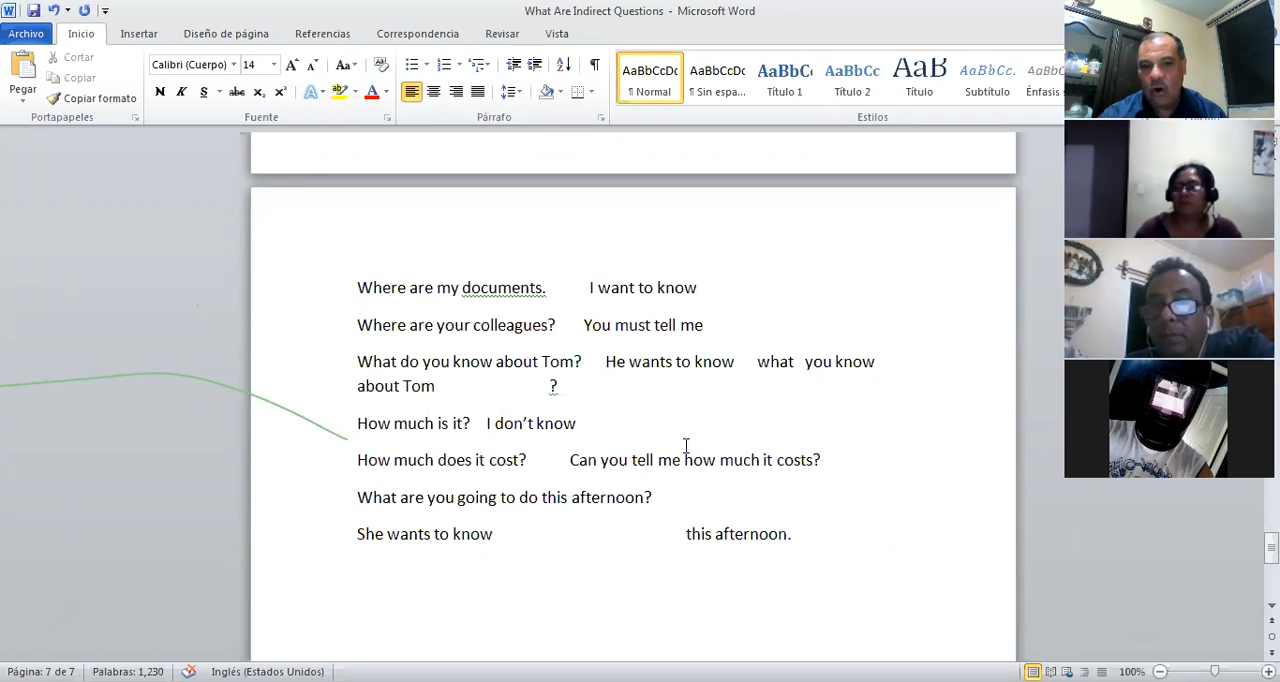 What Are Indirect Questions - Microsoft Word
Archivo Inicio Insertar Diseño de página Referencias Correspondencia Revisar Vista
Pegar
Cortar
Copiar
Copiar formato
Portapapeles
Calibri (Cuerpo) 14
Fuente
Párrafo
AaBbCcDc AaBbCcDc AaBbC AaBbCc AaB AaBbCc. AaBbCcD
¶ Normal ¶ Sin espa... Título 1 Título 2 Título Subtítulo Énfasis
Estilos
Where are my documents. I want to know
Where are your colleagues? You must tell me
What do you know about Tom? He wants to know what you know
about Tom ?
How much is it? I don't know
How much does it cost? Can you tell me how much it costs?
What are you going to do this afternoon?
She wants to know this afternoon.
Página: 7 de 7 Palabras: 1,230 Inglés (Estados Unidos) 100%